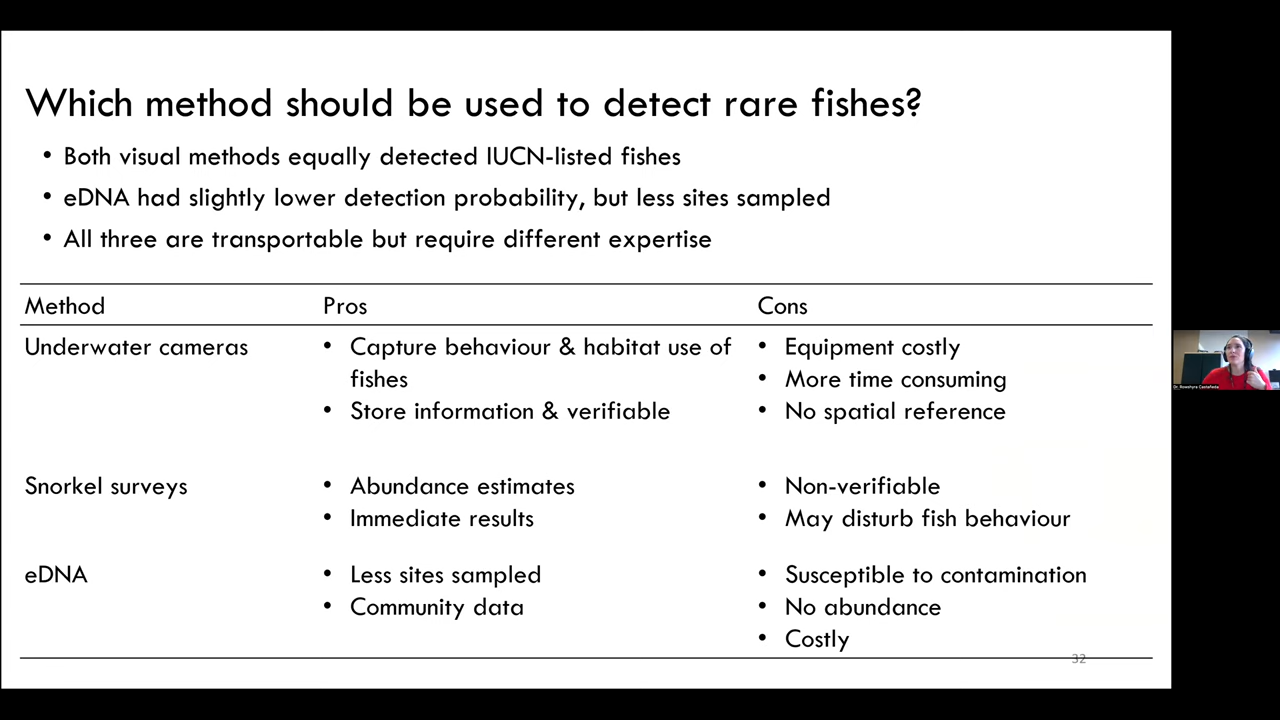 Which method should be used to detect rare fishes?
• Both visual methods equally detected IUCN-listed fishes
• eDNA had slightly lower detection probability, but less sites sampled
• All three are transportable but require different expertise
Method Pros Cons
Underwater cameras • Capture behaviour & habitat use of • Equipment costly
fishes • More time consuming
• Store information & verifiable • No spatial reference
Snorkel surveys • Abundance estimates • Non-verifiable
• Immediate results • May disturb fish behaviour
eDNA • Less sites sampled • Susceptible to contamination
• Community data • No abundance
• Costly
32
Dr. Rowshyra Castañeda